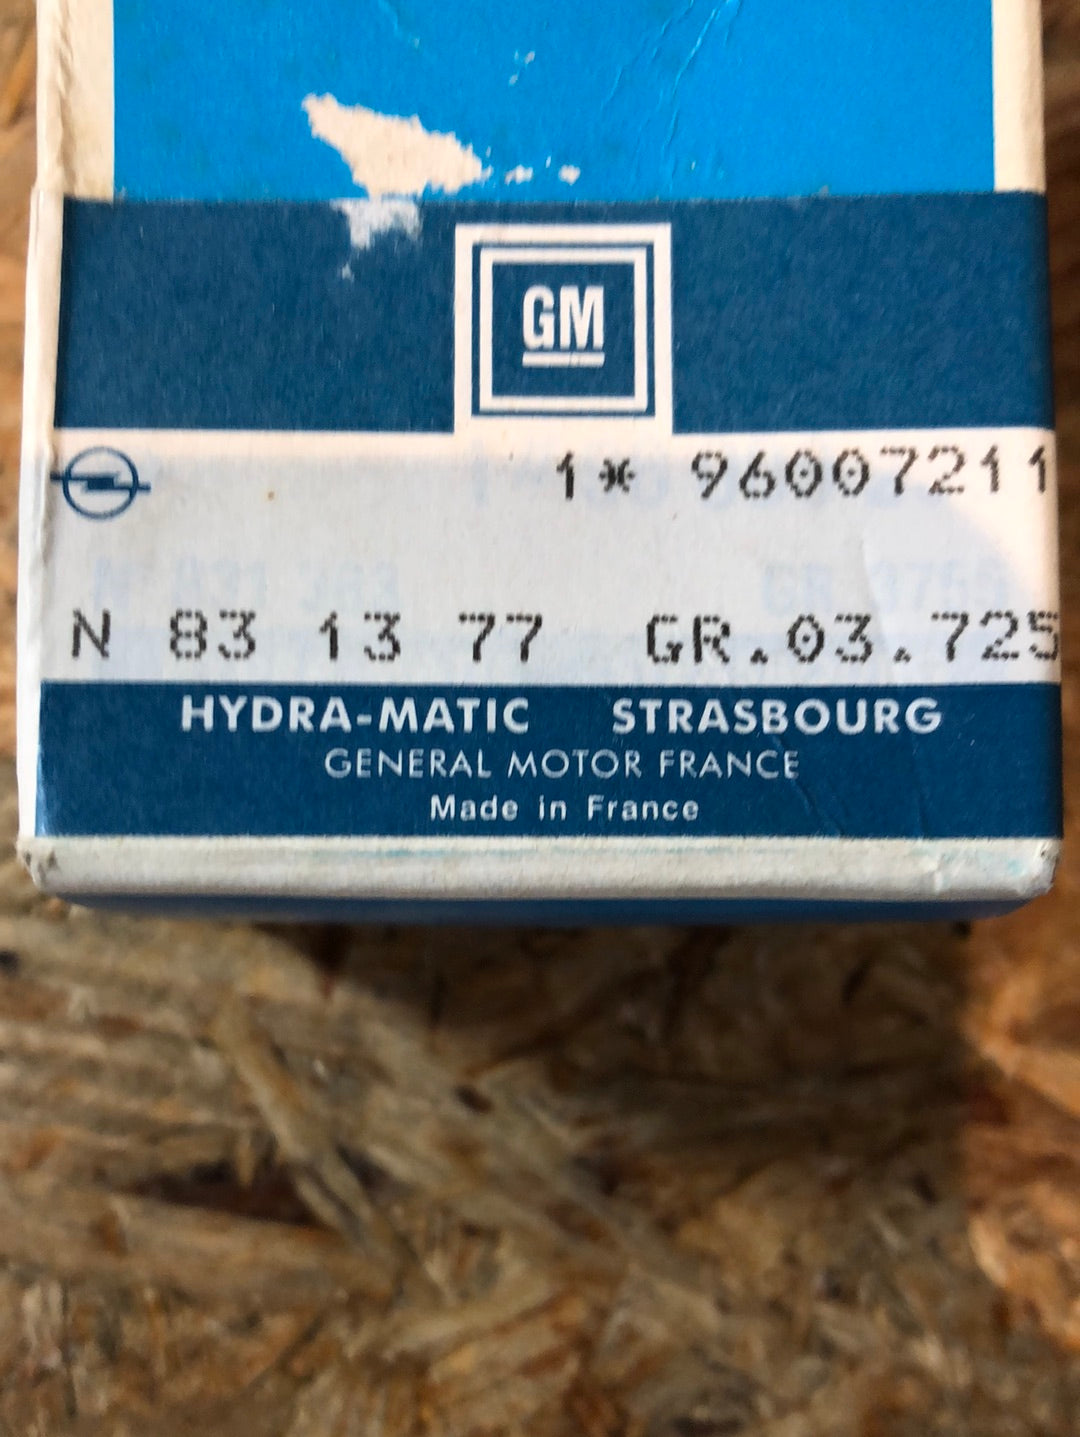 GM
1* 96007211
N 83 13 77 GR.03.725
HYDRA-MATIC STRASBOURG
GENERAL MOTOR FRANCE
Made in France